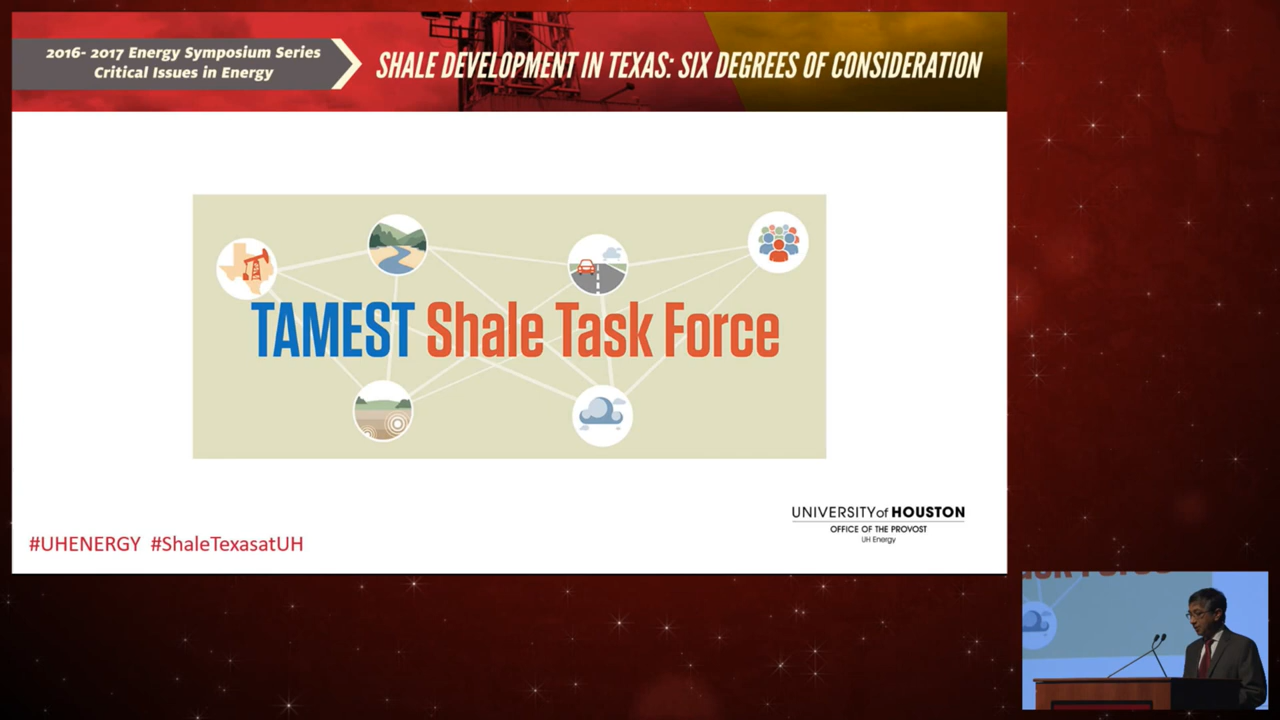 2016- 2017 Energy Symposium Series
Critical Issues in Energy
SHALE DEVELOPMENT IN TEXAS: SIX DEGREES OF CONSIDERATION
TAMEST Shale Task Force
UNIVERSITY of HOUSTON
OFFICE OF THE PROVOST
UH Energy
#UHENERGY #ShaleTexasatUH